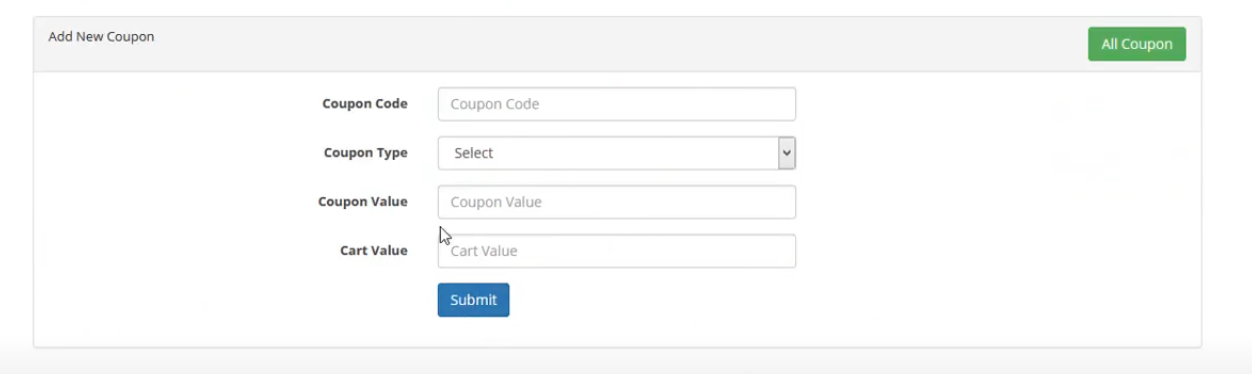 Add New Coupon
All Coupon
Coupon Code
Coupon Code
Coupon Type
Select
Coupon Value
Coupon Value
Cart Value
Cart Value
Submit